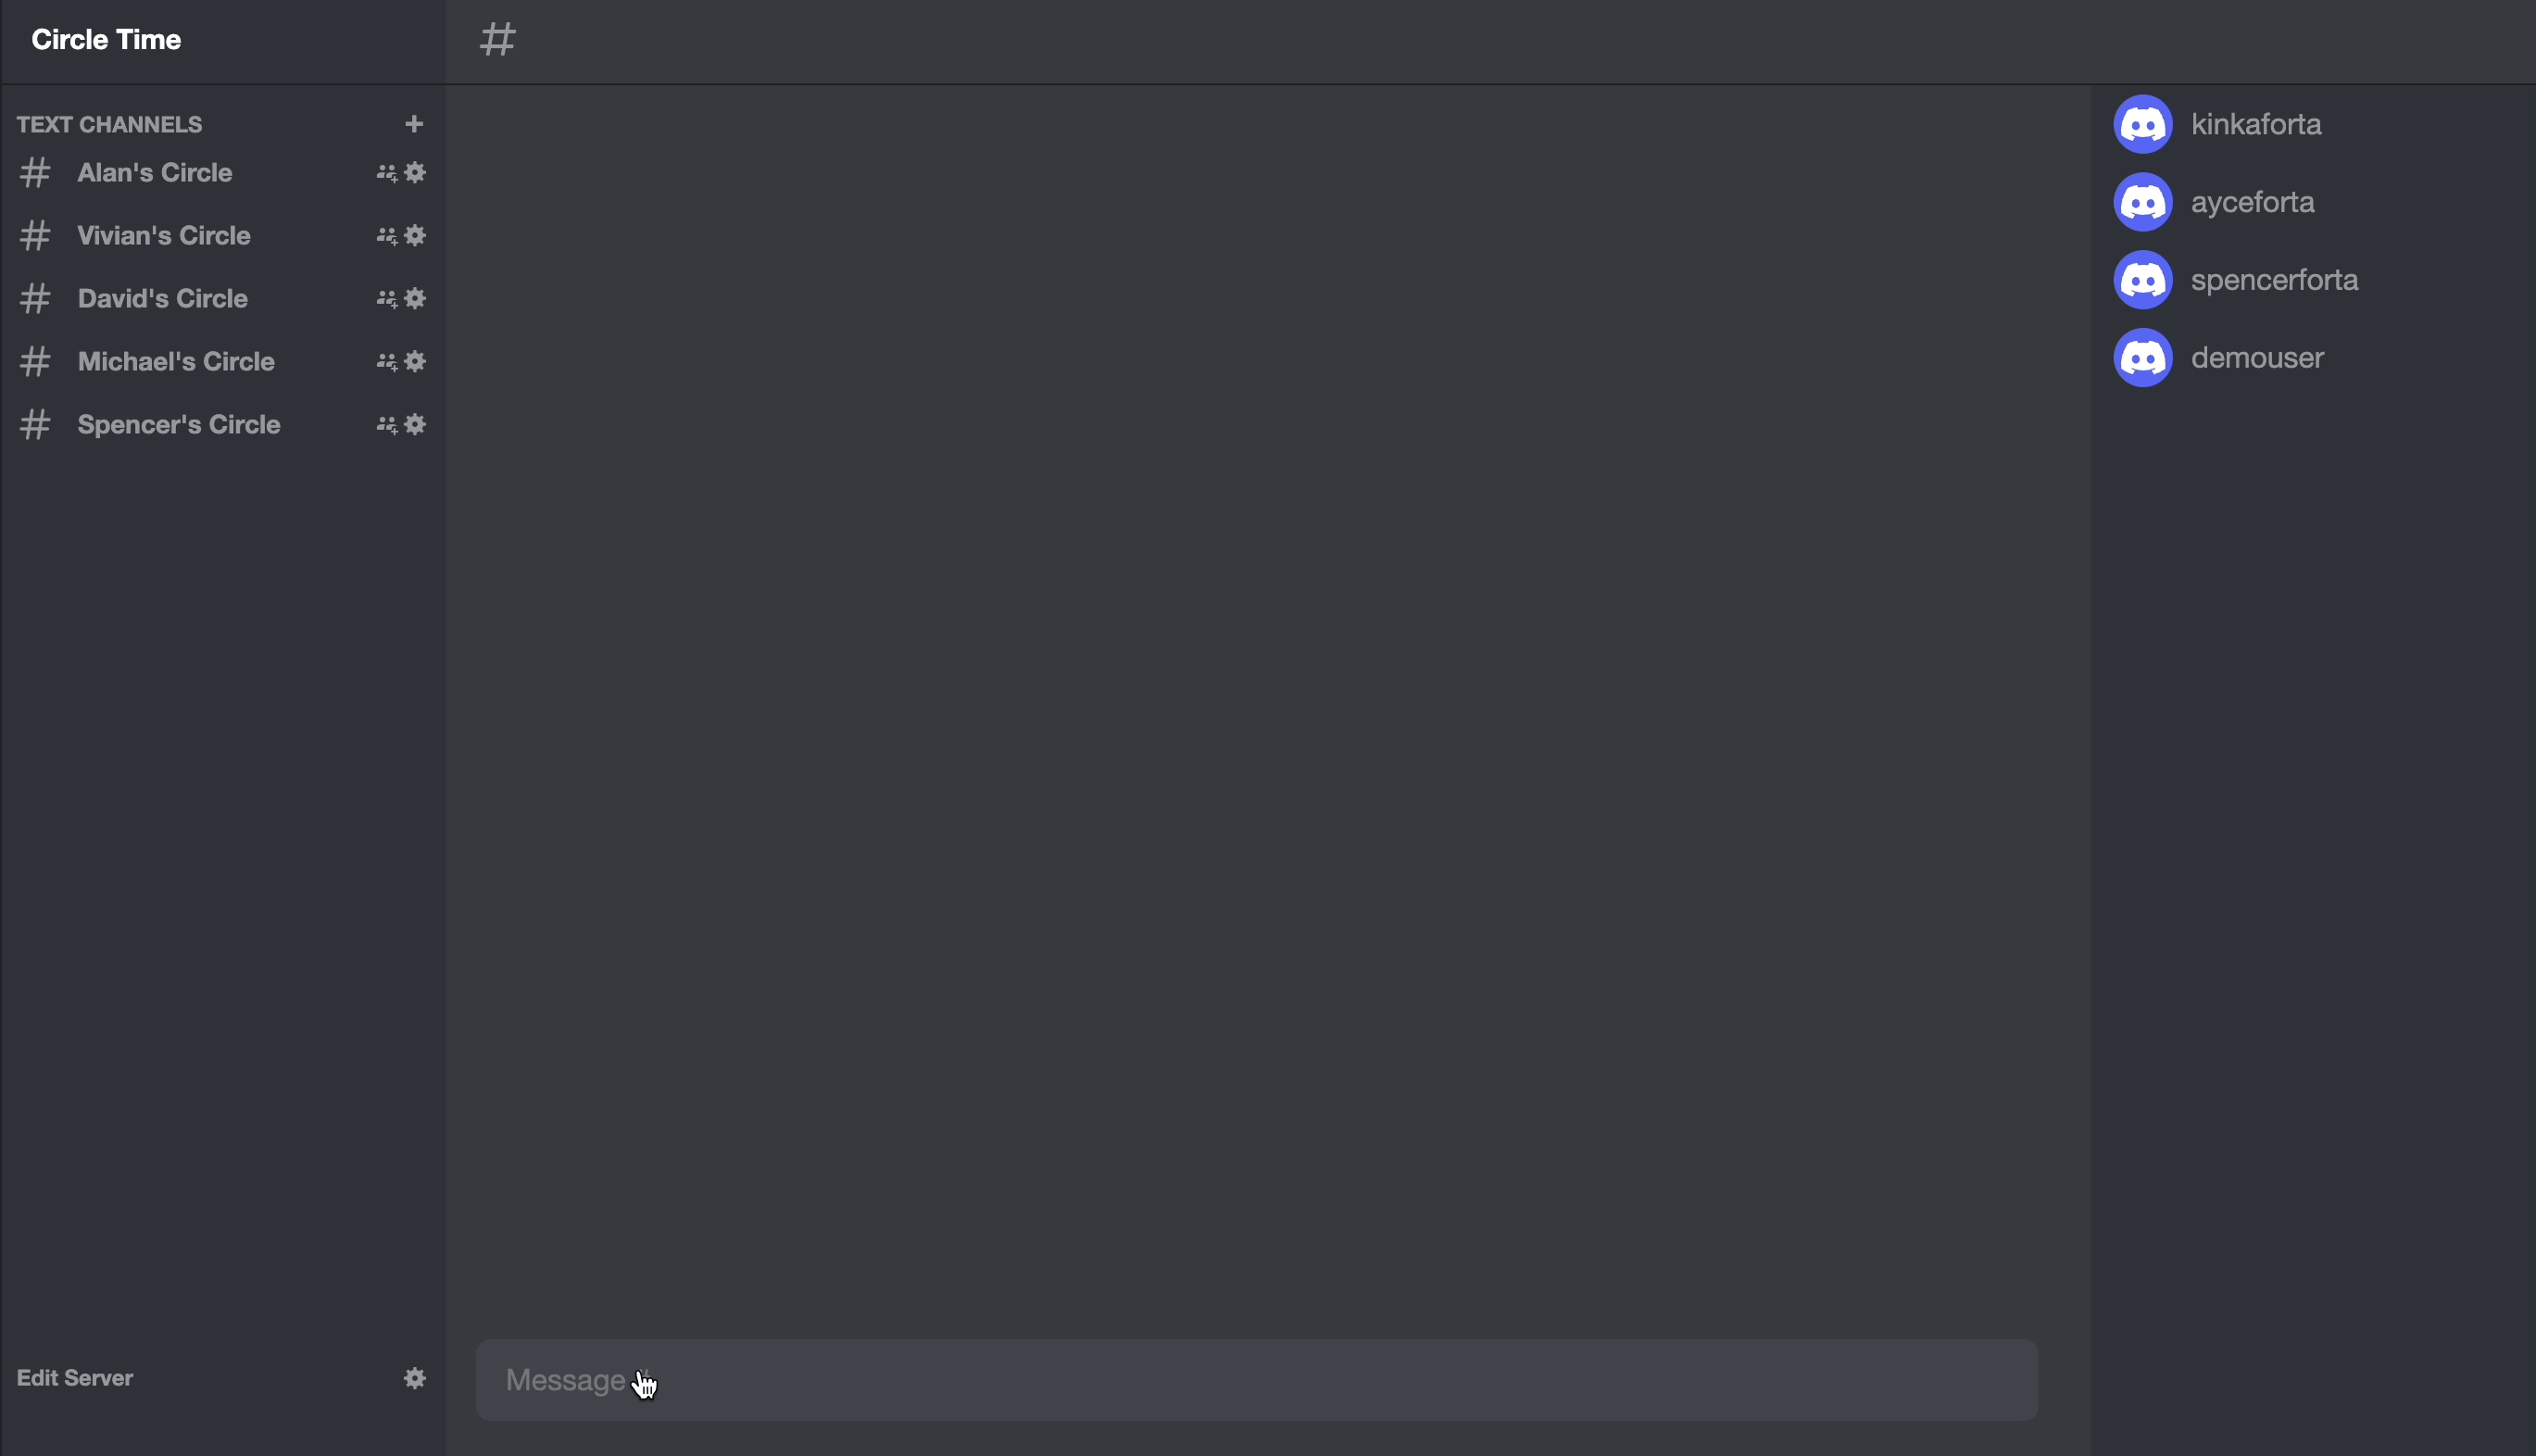 Circle Time
#
TEXT CHANNELS +
# Alan's Circle
# Vivian's Circle
# David's Circle
# Michael's Circle
# Spencer's Circle
Edit Server
Message
kinkaforta
ayceforta
spencerforta
demouser